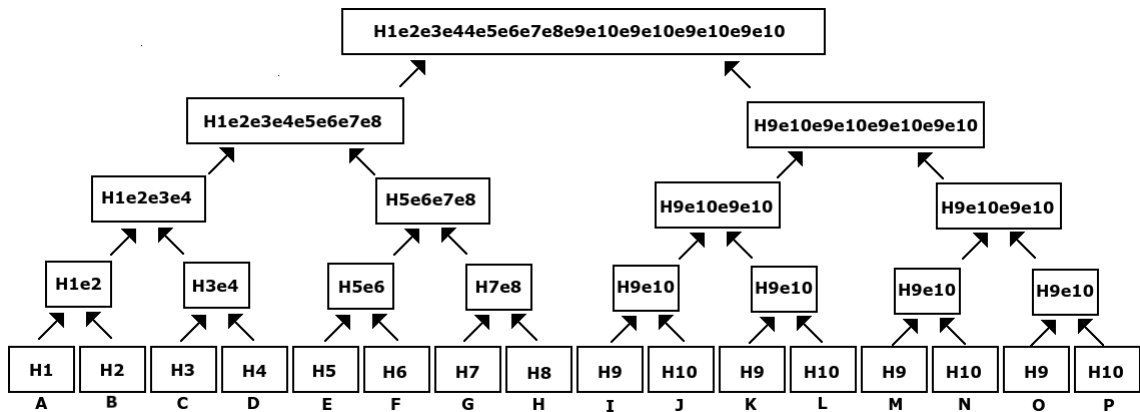 H1e2e3e44e5e6e7e8e9e10e9e10e9e10e9e10
H1e2e3e4e5e6e7e8
H9e10e9e10e9e10e9e10
H1e2e3e4
H5e6e7e8
H9e10e9e10
H9e10e9e10
H1e2
H3e4
H5e6
H7e8
H9e10
H9e10
H9e10
H9e10
H1
H2
H3
H4
H5
H6
H7
H8
H9
H10
H9
H10
H9
H10
H9
H10
A
B
C
D
E
F
G
H
I
J
K
L
M
N
O
P